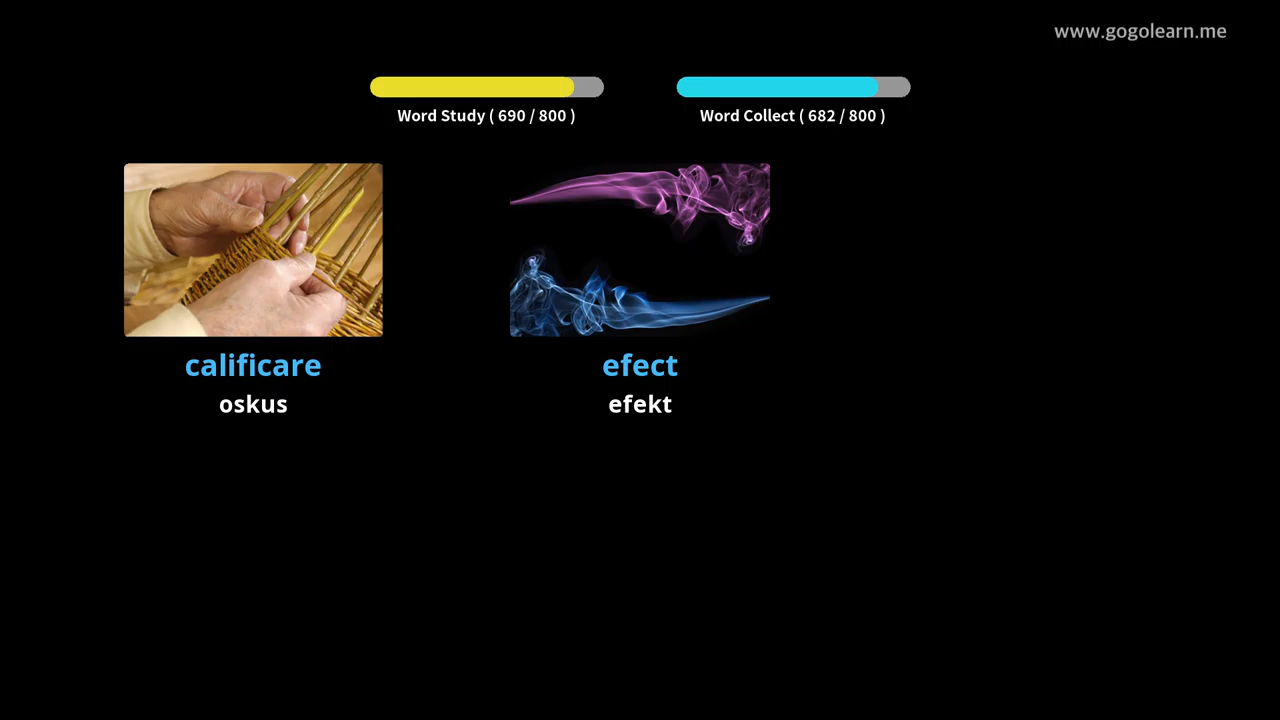 www.gogolearn.me
Word Study ( 690 / 800 )
Word Collect ( 682 / 800 )
calificare
oskus
efect
efekt